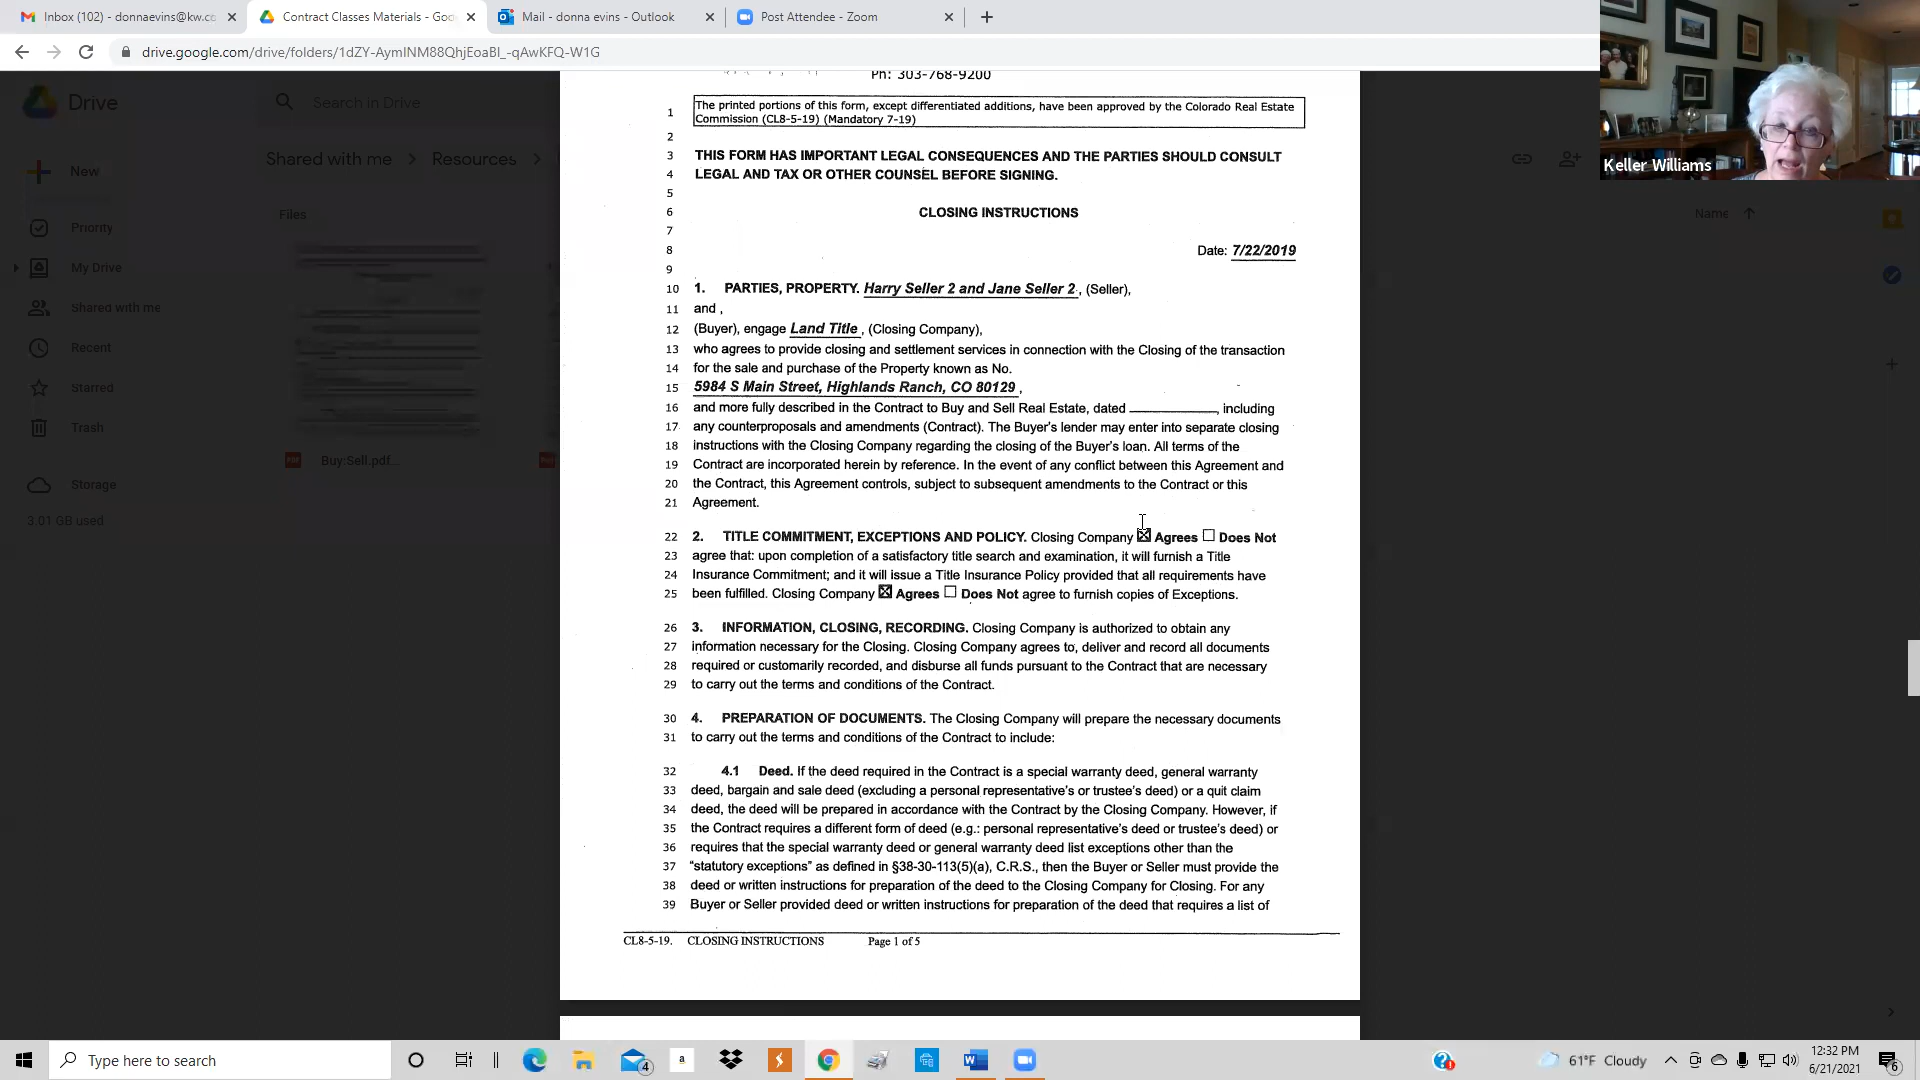 Inbox (102) - donnaevins@kw.co
Contract Classes Materials - Goo
Mail - donna evins - Outlook
Post Attendee - Zoom
drive.google.com/drive/folders/1dZY-AymINM88QhjEoaBl_-qAwKFQ-W1G
Drive
Search in Drive
Shared with me > Resources >
New
Files
Name
Priority
My Drive
Shared with me
Recent
Starred
Trash
Buy:Sell.pdf...
Storage
3.01 GB used
Keller Williams
Ph: 303-768-9200
The printed portions of this form, except differentiated additions, have been approved by the Colorado Real Estate
1 Commission (CL8-5-19) (Mandatory 7-19)
2
3 THIS FORM HAS IMPORTANT LEGAL CONSEQUENCES AND THE PARTIES SHOULD CONSULT
4 LEGAL AND TAX OR OTHER COUNSEL BEFORE SIGNING.
5
6 CLOSING INSTRUCTIONS
7
8 Date: 7/22/2019
9
10 1. PARTIES, PROPERTY. Harry Seller 2 and Jane Seller 2 , (Seller),
11 and ,
12 (Buyer), engage Land Title , (Closing Company),
13 who agrees to provide closing and settlement services in connection with the Closing of the transaction
14 for the sale and purchase of the Property known as No.
15 5984 S Main Street, Highlands Ranch, CO 80129 ,
16 and more fully described in the Contract to Buy and Sell Real Estate, dated ____________, including
17 any counterproposals and amendments (Contract). The Buyer's lender may enter into separate closing
18 instructions with the Closing Company regarding the closing of the Buyer's loan. All terms of the
19 Contract are incorporated herein by reference. In the event of any conflict between this Agreement and
20 the Contract, this Agreement controls, subject to subsequent amendments to the Contract or this
21 Agreement.
22 2. TITLE COMMITMENT, EXCEPTIONS AND POLICY. Closing Company ☒ Agrees ☐ Does Not
23 agree that: upon completion of a satisfactory title search and examination, it will furnish a Title
24 Insurance Commitment; and it will issue a Title Insurance Policy provided that all requirements have
25 been fulfilled. Closing Company ☒ Agrees ☐ Does Not agree to furnish copies of Exceptions.
26 3. INFORMATION, CLOSING, RECORDING. Closing Company is authorized to obtain any
27 information necessary for the Closing. Closing Company agrees to, deliver and record all documents
28 required or customarily recorded, and disburse all funds pursuant to the Contract that are necessary
29 to carry out the terms and conditions of the Contract.
30 4. PREPARATION OF DOCUMENTS. The Closing Company will prepare the necessary documents
31 to carry out the terms and conditions of the Contract to include:
32 4.1 Deed. If the deed required in the Contract is a special warranty deed, general warranty
33 deed, bargain and sale deed (excluding a personal representative's or trustee's deed) or a quit claim
34 deed, the deed will be prepared in accordance with the Contract by the Closing Company. However, if
35 the Contract requires a different form of deed (e.g.: personal representative's deed or trustee's deed) or
36 requires that the special warranty deed or general warranty deed list exceptions other than the
37 "statutory exceptions" as defined in §38-30-113(5)(a), C.R.S., then the Buyer or Seller must provide the
38 deed or written instructions for preparation of the deed to the Closing Company for Closing. For any
39 Buyer or Seller provided deed or written instructions for preparation of the deed that requires a list of
CL8-5-19. CLOSING INSTRUCTIONS Page 1 of 5
Type here to search
4
a
61°F Cloudy
12:32 PM
6/21/2021
6